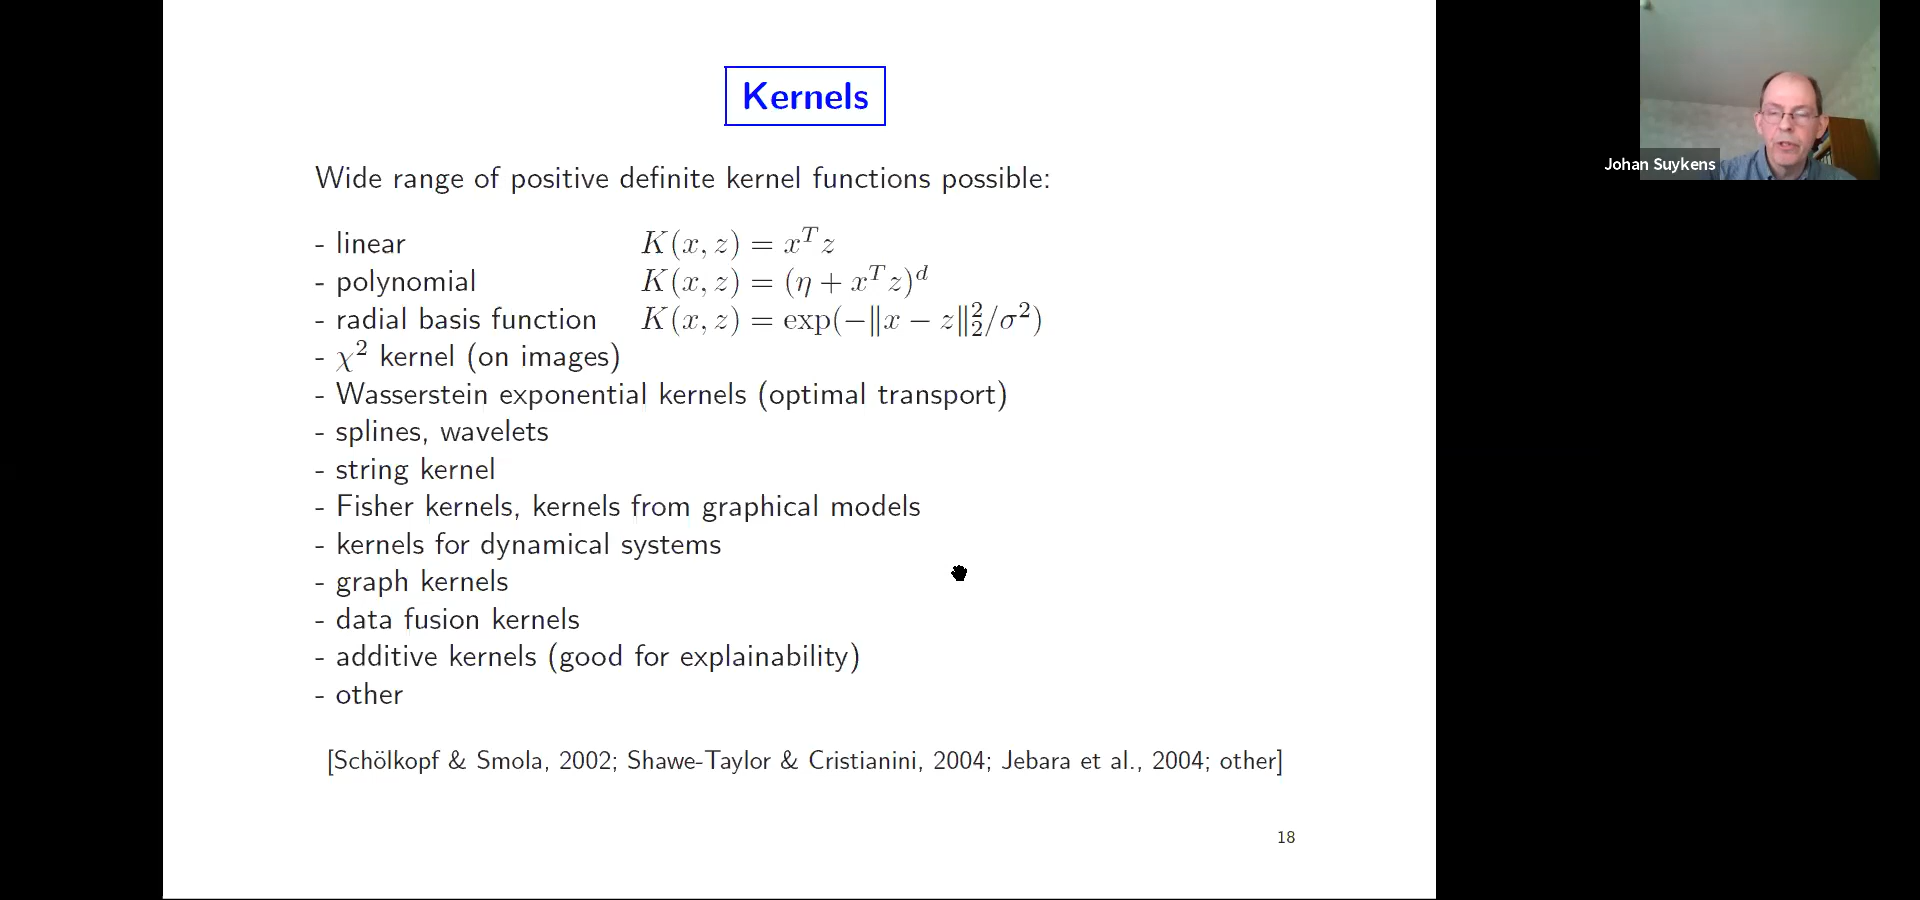 Kernels
Johan Suykens
Wide range of positive definite kernel functions possible:
- linear K(x, z) = x^T z
- polynomial K(x, z) = (η + x^T z)^d
- radial basis function K(x, z) = exp(−‖x − z‖_2^2/σ^2)
- χ^2 kernel (on images)
- Wasserstein exponential kernels (optimal transport)
- splines, wavelets
- string kernel
- Fisher kernels, kernels from graphical models
- kernels for dynamical systems
- graph kernels
- data fusion kernels
- additive kernels (good for explainability)
- other
[Schölkopf & Smola, 2002; Shawe-Taylor & Cristianini, 2004; Jebara et al., 2004; other]
18